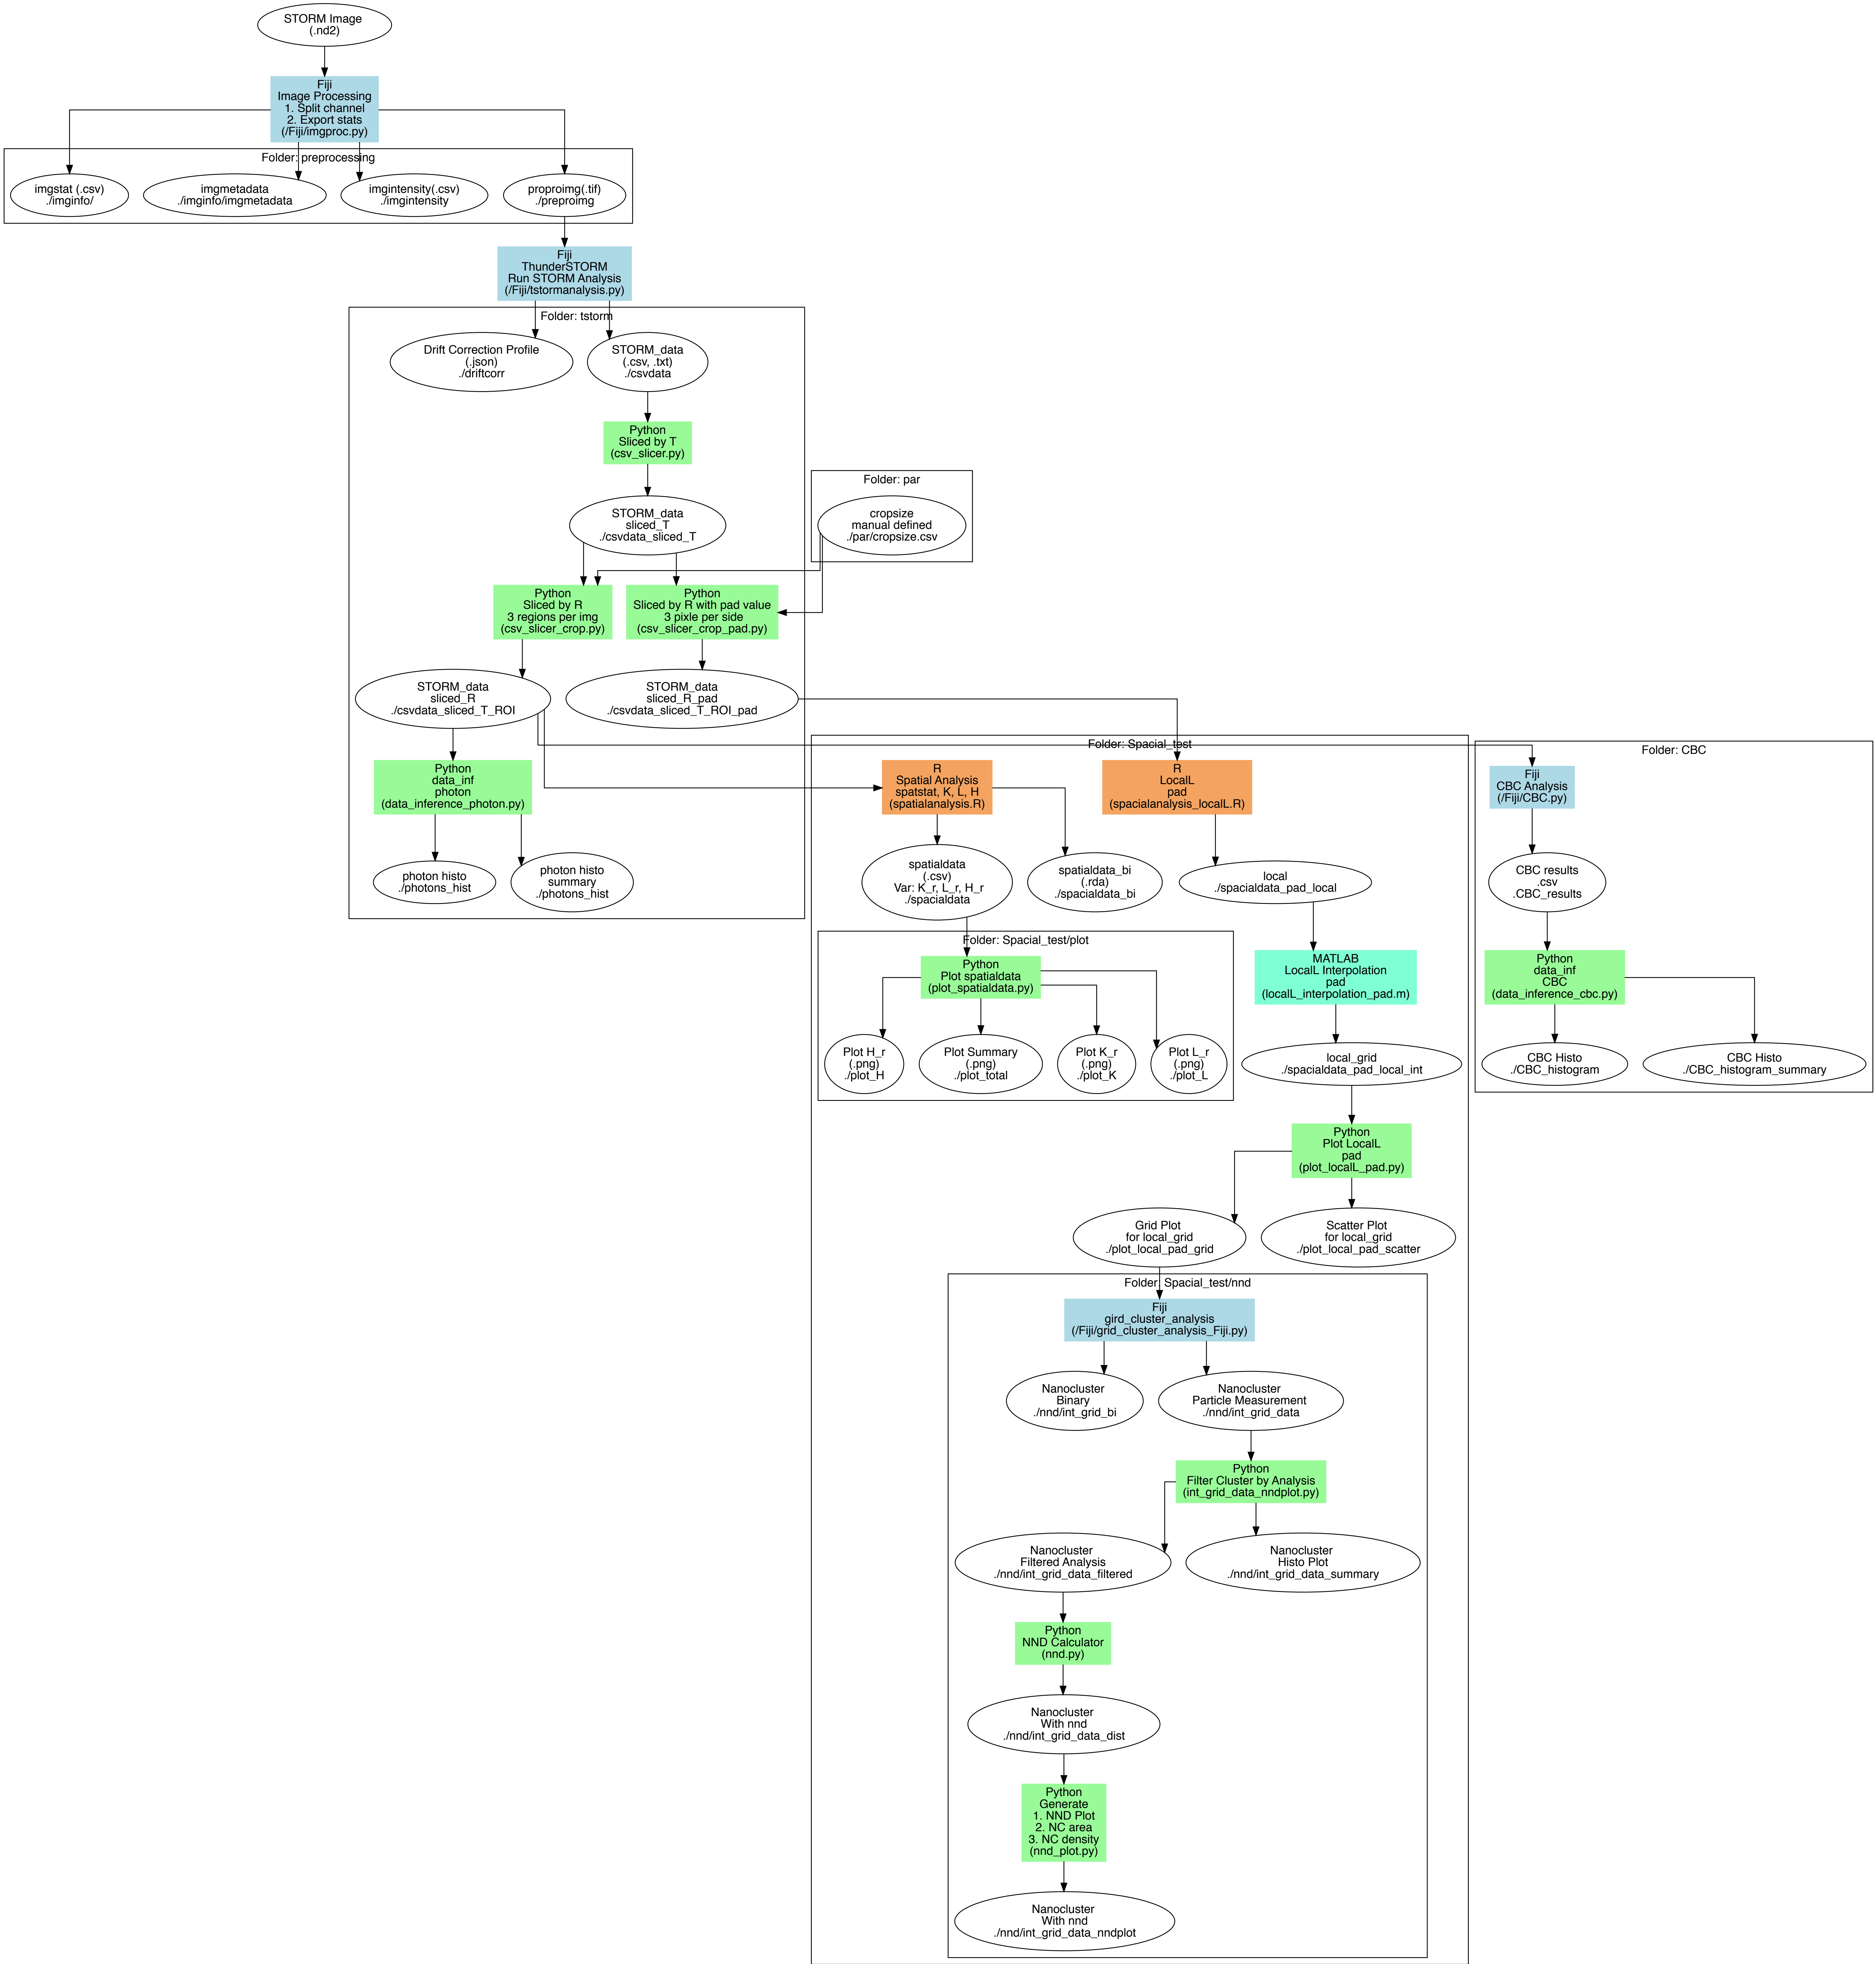 STORM Image
(.nd2)
Fiji
Image Processing
1. Split channel
2. Export stats
(/Fiji/imgproc.py)
Folder: preprocessing
imgstat (.csv)
./imginfo/
imgmetadata
./imginfo/imgmetadata
imgintensity(.csv)
./imgintensity
proproimg(.tif)
./preproimg
Fiji
ThunderSTORM
Run STORM Analysis
(/Fiji/tstormanalysis.py)
Folder: tstorm
Drift Correction Profile
(.json)
./driftcorr
STORM_data
(.csv, .txt)
./csvdata
Python
Sliced by T
(csv_slicer.py)
STORM_data
sliced_T
./csvdata_sliced_T
Folder: par
cropsize
manual defined
./par/cropsize.csv
Python
Sliced by R
3 regions per img
(csv_slicer_crop.py)
Python
Sliced by R with pad value
3 pixle per side
(csv_slicer_crop_pad.py)
STORM_data
sliced_R
./csvdata_sliced_T_ROI
STORM_data
sliced_R_pad
./csvdata_sliced_T_ROI_pad
Python
data_inf
photon
(data_inference_photon.py)
photon histo
./photons_hist
photon histo
summary
./photons_hist
Folder: Spacial_test
R
Spatial Analysis
spatstat, K, L, H
(spatialanalysis.R)
R
LocalL
pad
(spacialanalysis_localL.R)
spatialdata
(.csv)
Var: K_r, L_r, H_r
./spacialdata
spatialdata_bi
(.rda)
./spacialdata_bi
local
./spacialdata_pad_local
Folder: Spacial_test/plot
Python
Plot spatialdata
(plot_spatialdata.py)
Plot H_r
(.png)
./plot_H
Plot Summary
(.png)
./plot_total
Plot K_r
(.png)
./plot_K
Plot L_r
(.png)
./plot_L
MATLAB
LocalL Interpolation
pad
(localL_interpolation_pad.m)
local_grid
./spacialdata_pad_local_int
Python
Plot LocalL
pad
(plot_localL_pad.py)
Grid Plot
for local_grid
./plot_local_pad_grid
Scatter Plot
for local_grid
./plot_local_pad_scatter
Folder: CBC
Fiji
CBC Analysis
(/Fiji/CBC.py)
CBC results
.csv
.CBC_results
Python
data_inf
CBC
(data_inference_cbc.py)
CBC Histo
./CBC_histogram
CBC Histo
./CBC_histogram_summary
Folder: Spacial_test/nnd
Fiji
gird_cluster_analysis
(/Fiji/grid_cluster_analysis_Fiji.py)
Nanocluster
Binary
./nnd/int_grid_bi
Nanocluster
Particle Measurement
./nnd/int_grid_data
Python
Filter Cluster by Analysis
(int_grid_data_nndplot.py)
Nanocluster
Filtered Analysis
./nnd/int_grid_data_filtered
Nanocluster
Histo Plot
./nnd/int_grid_data_summary
Python
NND Calculator
(nnd.py)
Nanocluster
With nnd
./nnd/int_grid_data_dist
Python
Generate
1. NND Plot
2. NC area
3. NC density
(nnd_plot.py)
Nanocluster
With nnd
./nnd/int_grid_data_nndplot